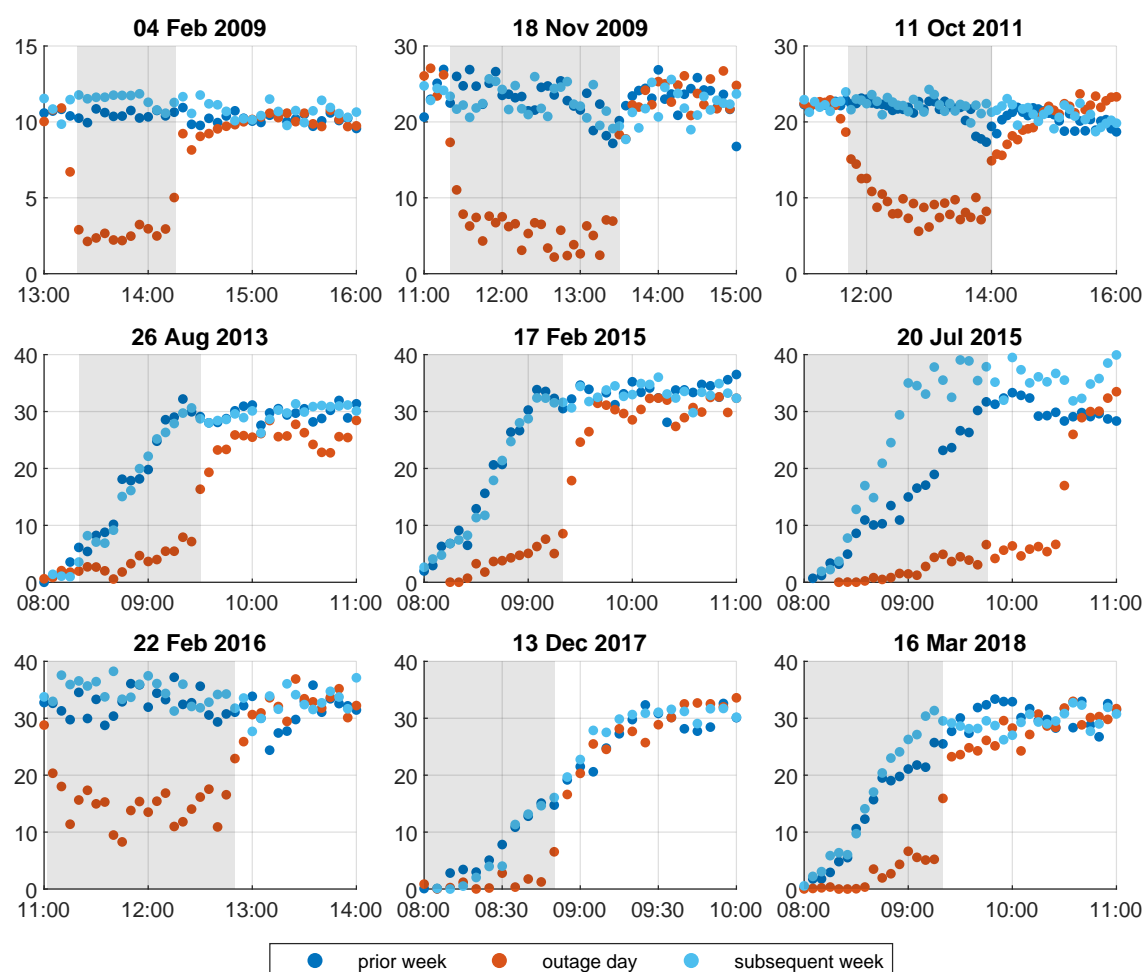 04 Feb 2009
15
10
5
0
13:00 14:00 15:00 16:00
18 Nov 2009
30
20
10
0
11:00 12:00 13:00 14:00 15:00
11 Oct 2011
30
20
10
0
12:00 14:00 16:00
26 Aug 2013
40
30
20
10
0
08:00 09:00 10:00 11:00
17 Feb 2015
40
30
20
10
0
08:00 09:00 10:00 11:00
20 Jul 2015
40
30
20
10
0
08:00 09:00 10:00 11:00
22 Feb 2016
40
30
20
10
0
11:00 12:00 13:00 14:00
13 Dec 2017
40
30
20
10
0
08:00 08:30 09:00 09:30 10:00
16 Mar 2018
40
30
20
10
0
08:00 09:00 10:00 11:00
prior week outage day subsequent week